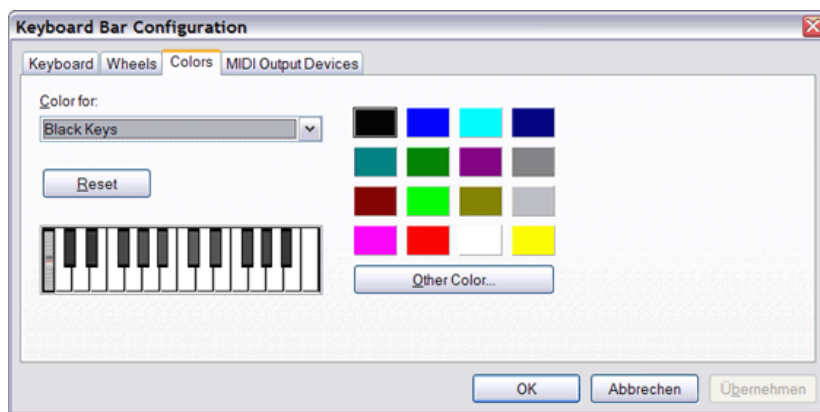 Keyboard Bar Configuration
Keyboard Wheels Colors MIDI Output Devices
Color for:
Black Keys
Reset
Other Color...
OK Abbrechen Übernehmen